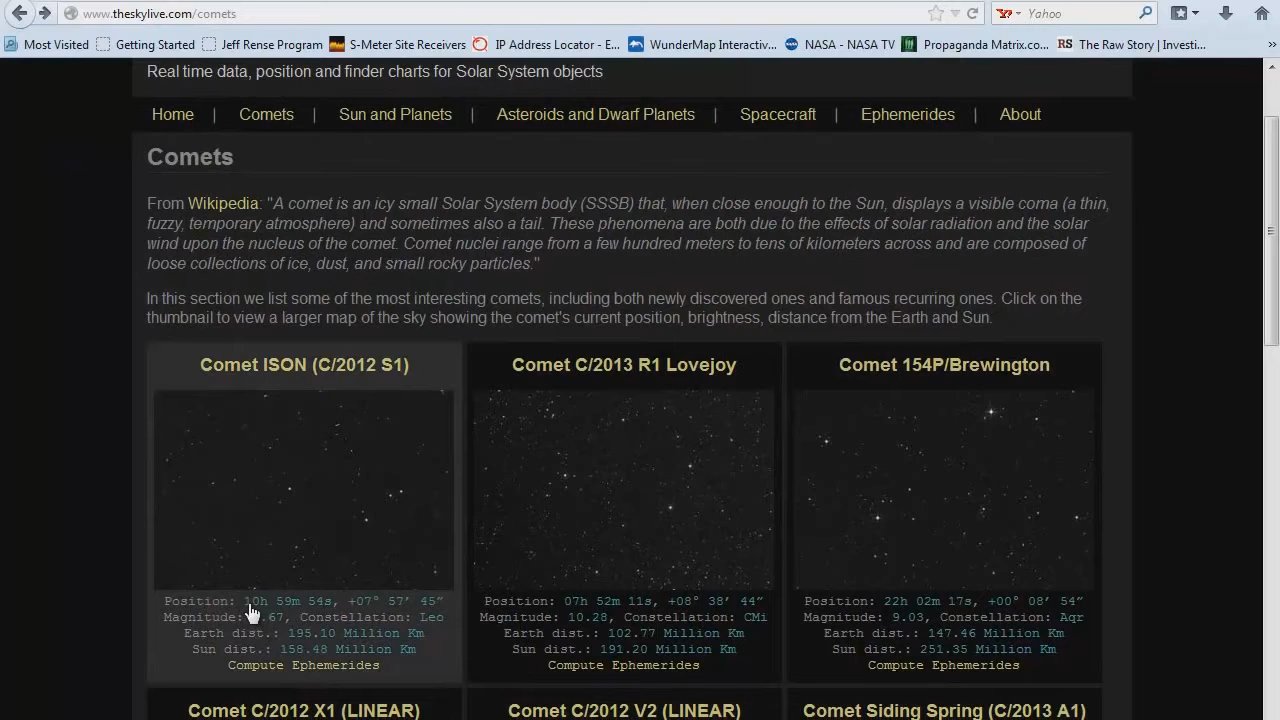 www.theskylive.com/comets
Yahoo
Most Visited Getting Started Jeff Rense Program S-Meter Site Receivers IP Address Locator - E... WunderMap Interactiv... NASA - NASA TV Propaganda Matrix.co... RS The Raw Story | Investi... »
Real time data, position and finder charts for Solar System objects
Home | Comets | Sun and Planets | Asteroids and Dwarf Planets | Spacecraft | Ephemerides | About
Comets
From Wikipedia: "A comet is an icy small Solar System body (SSSB) that, when close enough to the Sun, displays a visible coma (a thin,
fuzzy, temporary atmosphere) and sometimes also a tail. These phenomena are both due to the effects of solar radiation and the solar
wind upon the nucleus of the comet. Comet nuclei range from a few hundred meters to tens of kilometers across and are composed of
loose collections of ice, dust, and small rocky particles."
In this section we list some of the most interesting comets, including both newly discovered ones and famous recurring ones. Click on the
thumbnail to view a larger map of the sky showing the comet's current position, brightness, distance from the Earth and Sun.
Comet ISON (C/2012 S1)
Position: 10h 59m 54s, +07° 57’ 45”
Magnitude: .67, Constellation: Leo
Earth dist.: 195.10 Million Km
Sun dist.: 158.48 Million Km
Compute Ephemerides
Comet C/2013 R1 Lovejoy
Position: 07h 52m 11s, +08° 38’ 44”
Magnitude: 10.28, Constellation: CMi
Earth dist.: 102.77 Million Km
Sun dist.: 191.20 Million Km
Compute Ephemerides
Comet 154P/Brewington
Position: 22h 02m 17s, +00° 08’ 54”
Magnitude: 9.03, Constellation: Aqr
Earth dist.: 147.46 Million Km
Sun dist.: 251.35 Million Km
Compute Ephemerides
Comet C/2012 X1 (LINEAR)
Comet C/2012 V2 (LINEAR)
Comet Siding Spring (C/2013 A1)